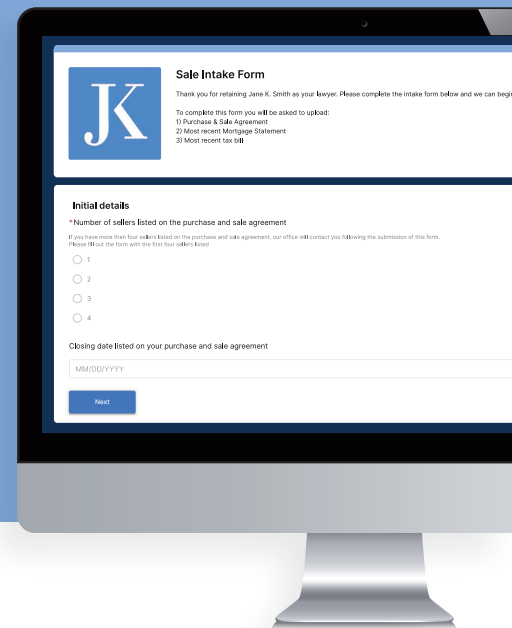 JK
Sale Intake Form
Thank you for retaining Jane K. Smith as your lawyer. Please complete the intake form below and we can begin
To complete this form you will be asked to upload:
1) Purchase & Sale Agreement
2) Most recent Mortgage Statement
3) Most recent tax bill
Initial details
*Number of sellers listed on the purchase and sale agreement
If you have more then four sellers listed on the purchase and sale agreement, our office will contact you following the submission of this form.
Please fill out the form with the first four sellers listed
1
2
3
4
Closing date listed on your purchase and sale agreement
MM/DD/YYYY
Next